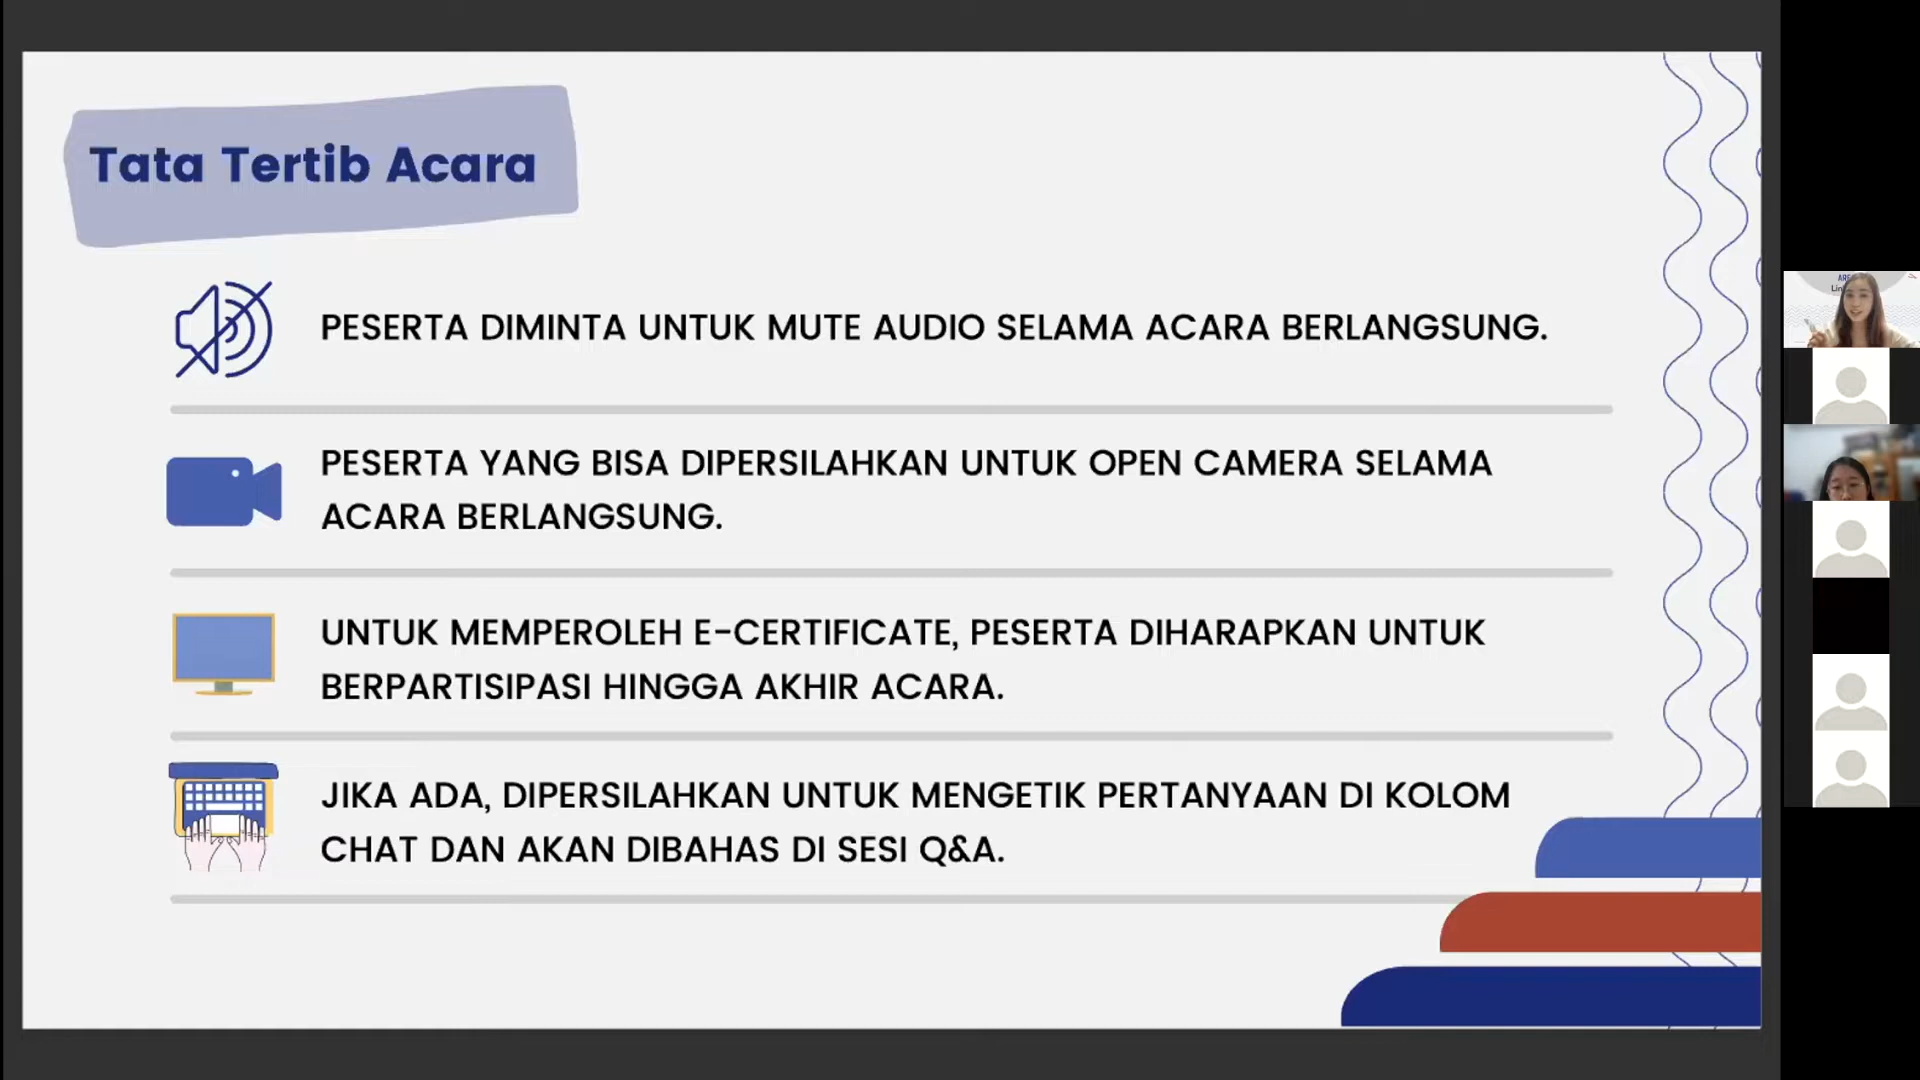 Tata Tertib Acara
PESERTA DIMINTA UNTUK MUTE AUDIO SELAMA ACARA BERLANGSUNG.
PESERTA YANG BISA DIPERSILAHKAN UNTUK OPEN CAMERA SELAMA
ACARA BERLANGSUNG.
UNTUK MEMPEROLEH E-CERTIFICATE, PESERTA DIHARAPKAN UNTUK
BERPARTISIPASI HINGGA AKHIR ACARA.
JIKA ADA, DIPERSILAHKAN UNTUK MENGETIK PERTANYAAN DI KOLOM
CHAT DAN AKAN DIBAHAS DI SESI Q&A.